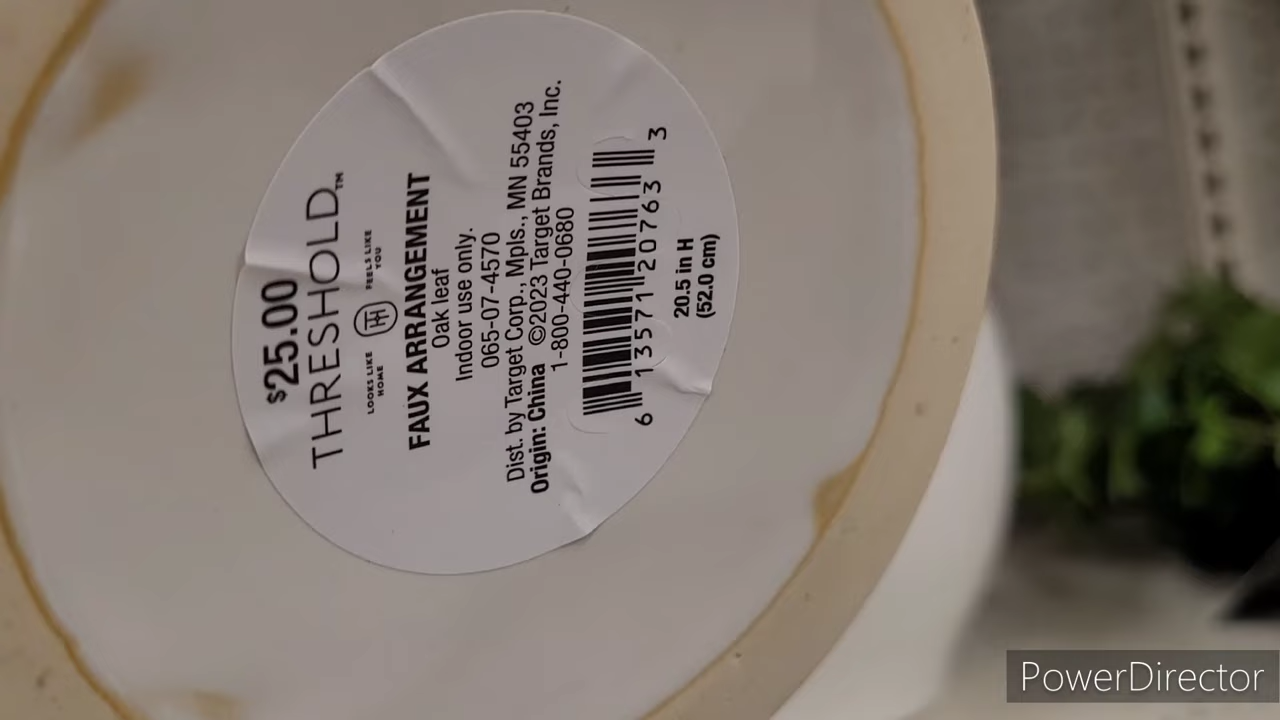 $25.00
THRESHOLD™
LOOKS LIKE
HOME
TH
FEELS LIKE
YOU
FAUX ARRANGEMENT
Oak leaf
Indoor use only.
065-07-4570
Dist. by Target Corp., Mpls., MN 55403
Origin: China ©2023 Target Brands, Inc.
1-800-440-0680
6 13571 20763 3
20.5 in H
(52.0 cm)
PowerDirector